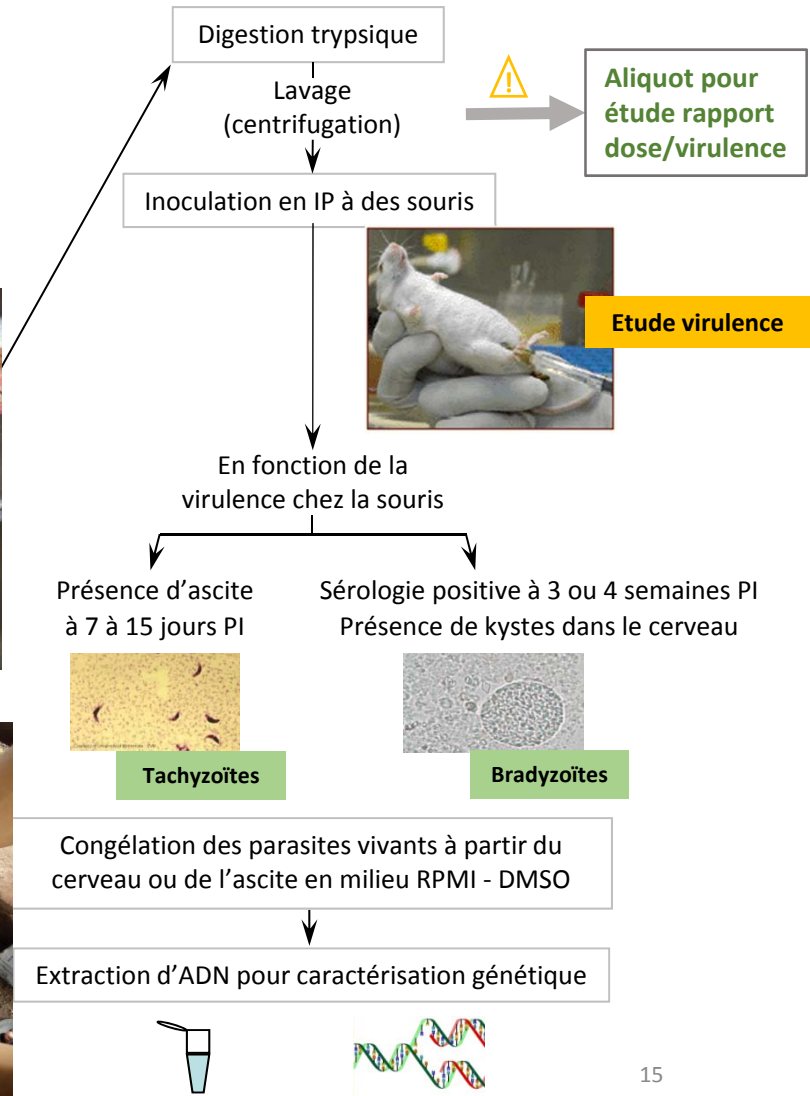 Digestion trypsique
Lavage
(centrifugation)
Aliquot pour
étude rapport
dose/virulence
Inoculation en IP à des souris
Etude virulence
En fonction de la
virulence chez la souris
Présence d’ascite
à 7 à 15 jours PI
Sérologie positive à 3 ou 4 semaines PI
Présence de kystes dans le cerveau
Tachyzoïtes
Bradyzoïtes
Congélation des parasites vivants à partir du
cerveau ou de l’ascite en milieu RPMI - DMSO
Extraction d’ADN pour caractérisation génétique
15